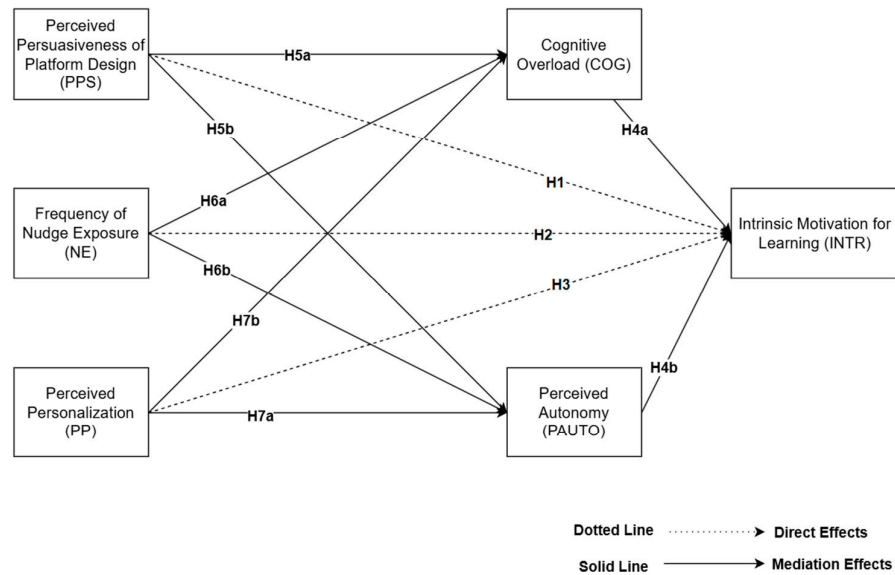 Perceived
Persuasiveness of
Platform Design
(PPS)
H5a
Cognitive
Overload (COG)
H5b
H4a
H1
H6a
Frequency of
Nudge Exposure
(NE)
H2
Intrinsic Motivation for
Learning (INTR)
H6b
H3
H7b
Perceived
Personalization
(PP)
H7a
Perceived
Autonomy
(PAUTO)
H4b
Dotted Line
Direct Effects
Solid Line
Mediation Effects